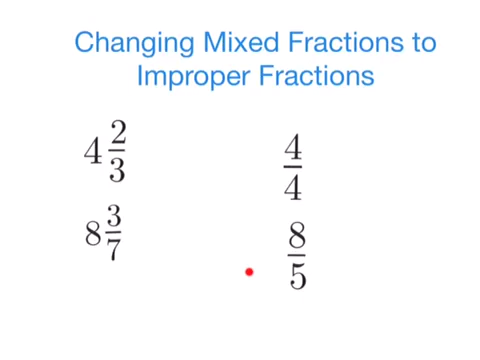 Changing Mixed Fractions to
Improper Fractions
4 2/3
4/4
8 3/7
8/5